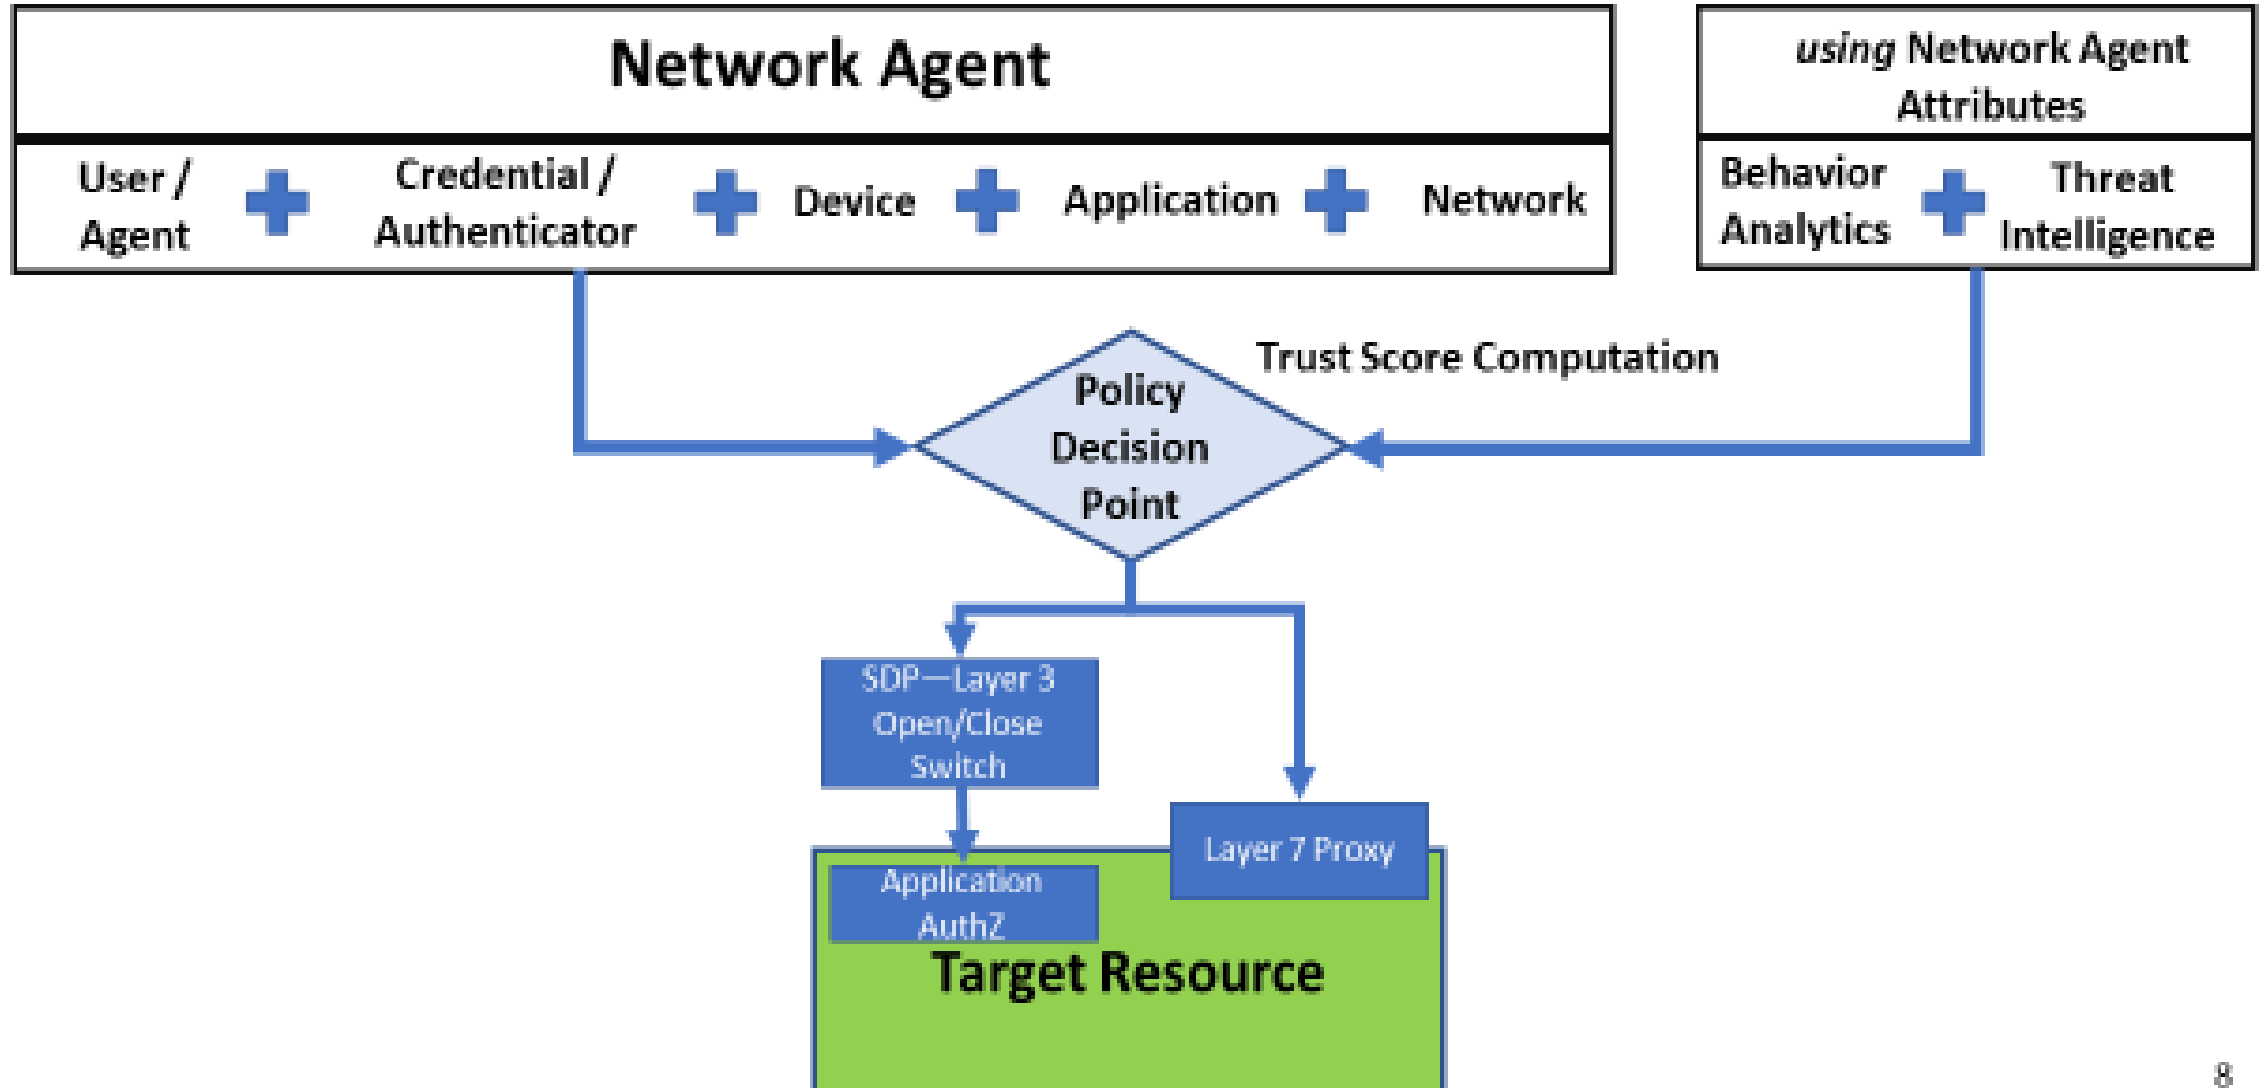 Network Agent
using Network Agent
Attributes
User /
Agent
Credential /
Authenticator
Device
Application
Network
Behavior
Analytics
Threat
Intelligence
Trust Score Computation
Policy
Decision
Point
SDP—Layer 3
Open/Close
Switch
Layer 7 Proxy
Application
AuthZ
Target Resource
8